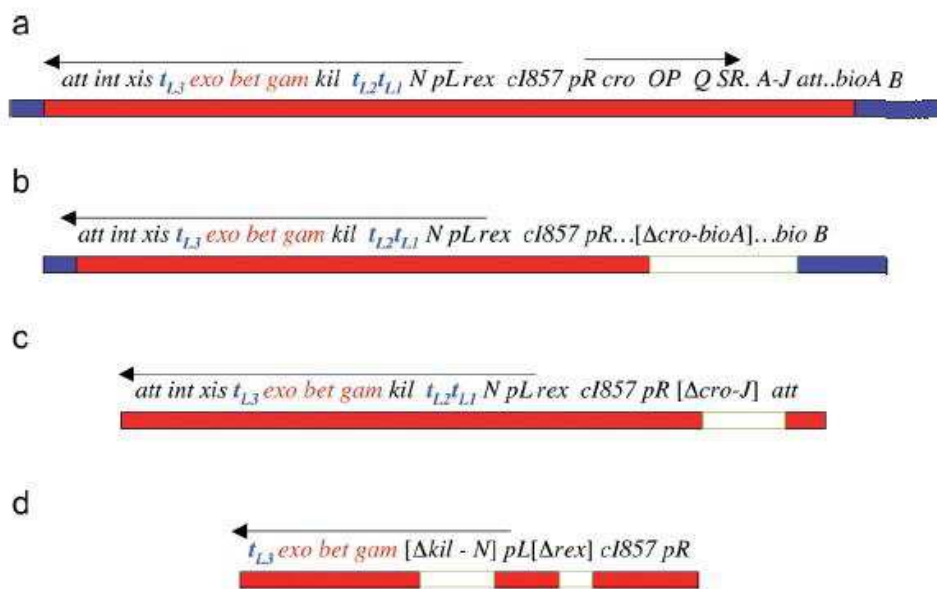 a
att int xis tL3 exo bet gam kil tL2tL1 N pL rex cI857 pR cro OP Q SR. A-J att..bioA B
b
att int xis tL3 exo bet gam kil tL2tL1 N pL rex cI857 pR...[Δcro-bioA]...bio B
c
att int xis tL3 exo bet gam kil tL2tL1 N pL rex cI857 pR [Δcro-J] att
d
tL3 exo bet gam [Δkil - N] pL[Δrex] cI857 pR